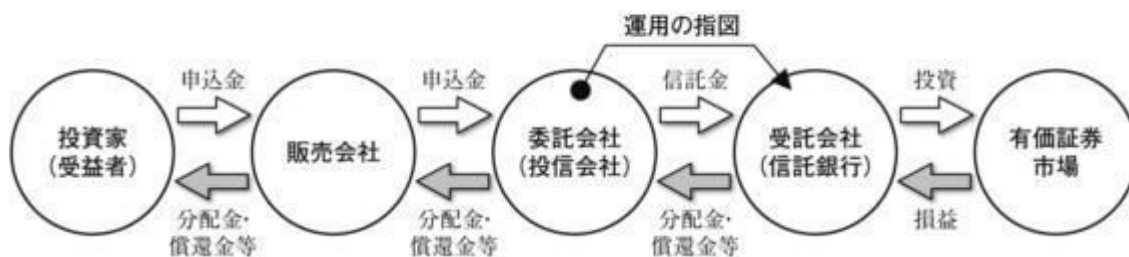 運用の指図
申込金
申込金
信託金
投資
投資家
(受益者)
販売会社
委託会社
(投信会社)
受託会社
(信託銀行)
有価証券
市場
分配金・
償還金等
分配金・
償還金等
分配金・
償還金等
損益